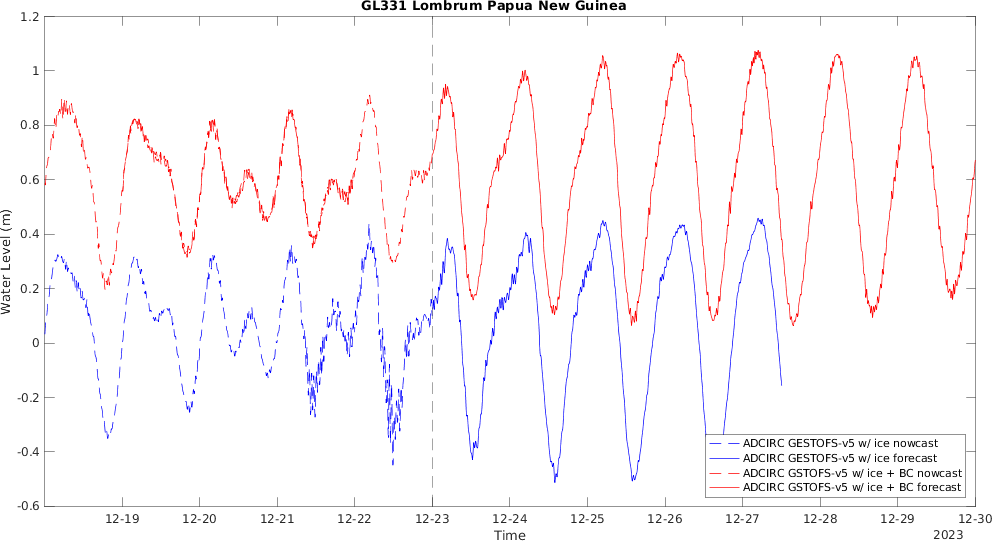 GL331 Lombrum Papua New Guinea
1.2
1
0.8
0.6
0.4
0.2
0
-0.2
-0.4
-0.6
Water Level (m)
ADCIRC GESTOFS-v5 w/ ice nowcast
ADCIRC GESTOFS-v5 w/ ice forecast
ADCIRC GSTOFS-v5 w/ ice + BC nowcast
ADCIRC GSTOFS-v5 w/ ice + BC forecast
12-19 12-20 12-21 12-22 12-23 12-24 12-25 12-26 12-27 12-28 12-29 12-30
Time
2023